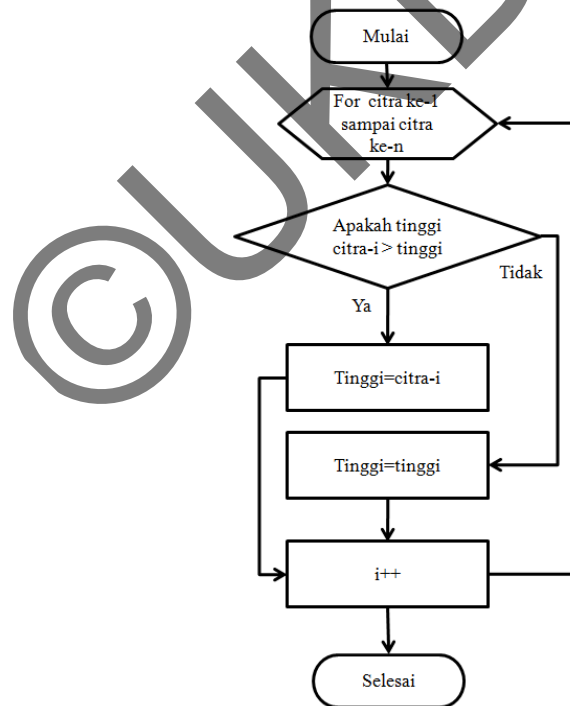 Mulai
For citra ke-1
sampai citra
ke-n
Apakah tinggi
citra-i > tinggi
Tidak
Ya
Tinggi=citra-i
Tinggi=tinggi
i++
Selesai
©UKD